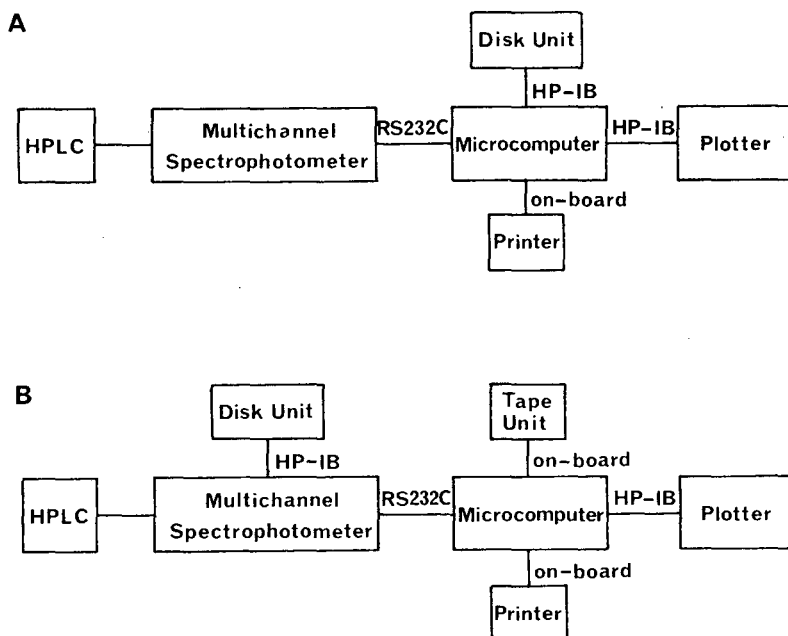 A
Disk Unit
HP-IB
HPLC
Multichannel
Spectrophotometer
RS232C
Microcomputer
HP-IB
Plotter
on-board
Printer
B
Disk Unit
Tape
Unit
HP-IB
on-board
HPLC
Multichannel
Spectrophotometer
RS232C
Microcomputer
HP-IB
Plotter
on-board
Printer